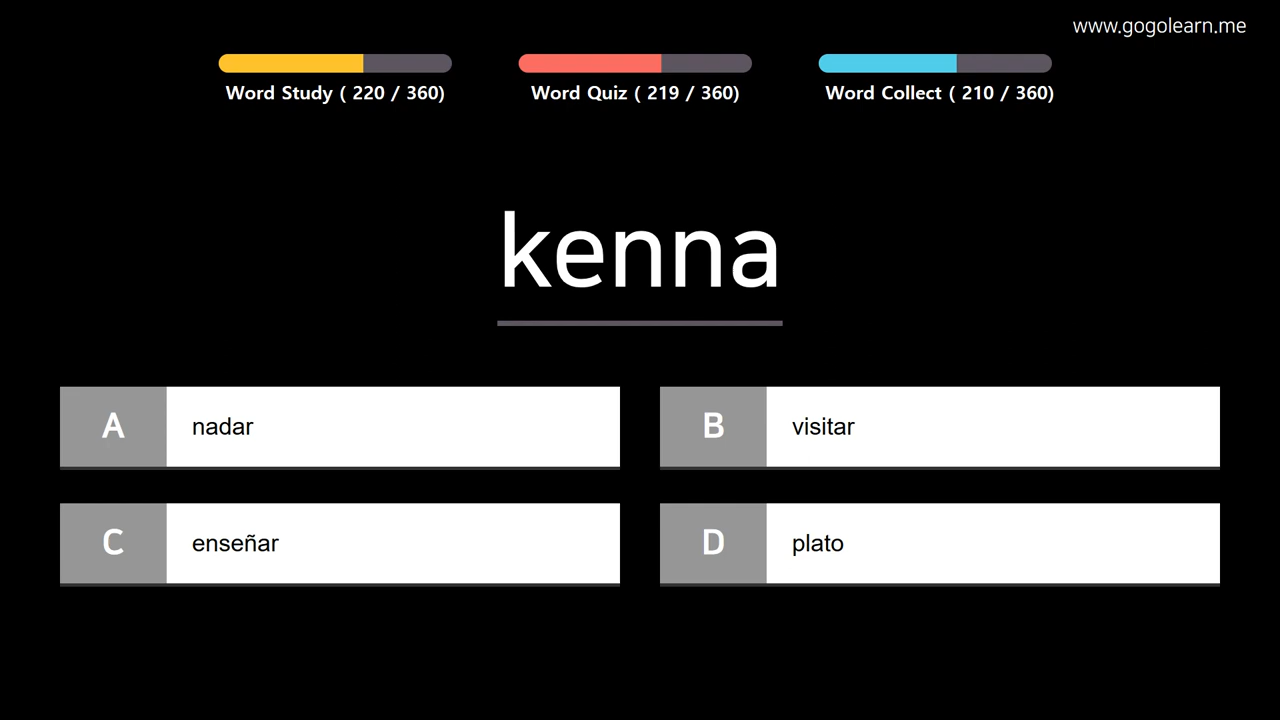 www.gogolearn.me
Word Study ( 220 / 360)
Word Quiz ( 219 / 360)
Word Collect ( 210 / 360)
kenna
A nadar
B visitar
C enseñar
D plato